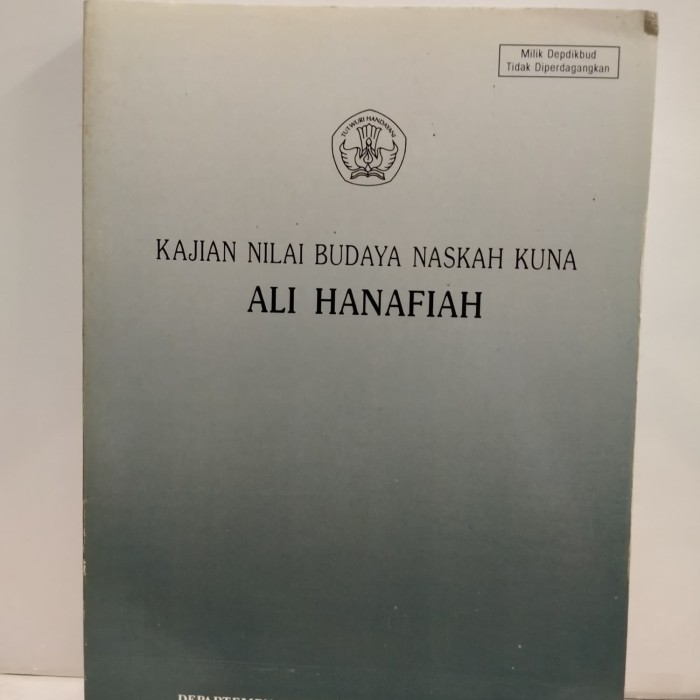 Milik Depdikbud
Tidak Diperdagangkan
TUT WURI HANDAYANI
KAJIAN NILAI BUDAYA NASKAH KUNA
ALI HANAFIAH